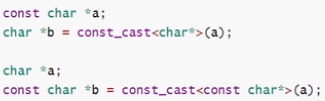 const char *a;
char *b = const_cast<char*>(a);
char *a;
const char *b = const_cast<const char*>(a);